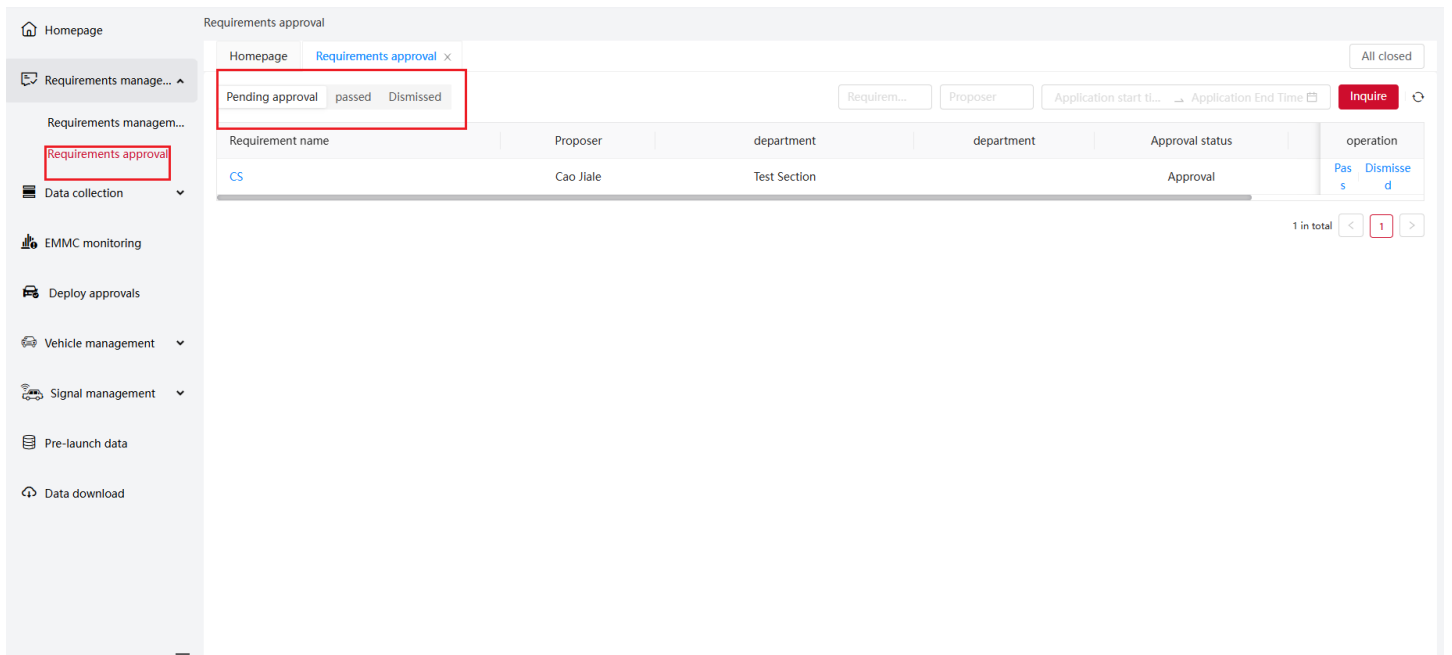 Homepage
Requirements manage...
Requirements managem...
Requirements approval
Data collection
EMMC monitoring
Deploy approvals
Vehicle management
Signal management
Pre-launch data
Data download
Requirements approval
Homepage Requirements approval × All closed
Pending approval passed Dismissed Requirem... Proposer Application start ti... → Application End Time Inquire
Requirement name Proposer department department Approval status operation
CS Cao Jiale Test Section Approval Pas Dismisse
s d
1 in total < 1 >